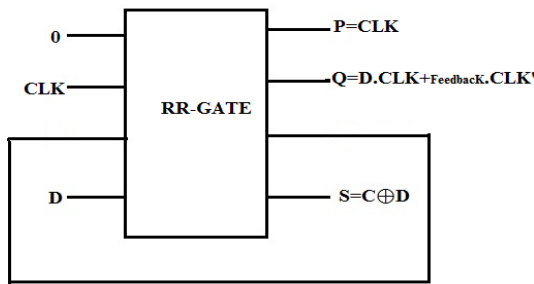 0
P=CLK
CLK
Q=D.CLK+FeedbacK.CLK'
RR-GATE
D
S=C⊕D